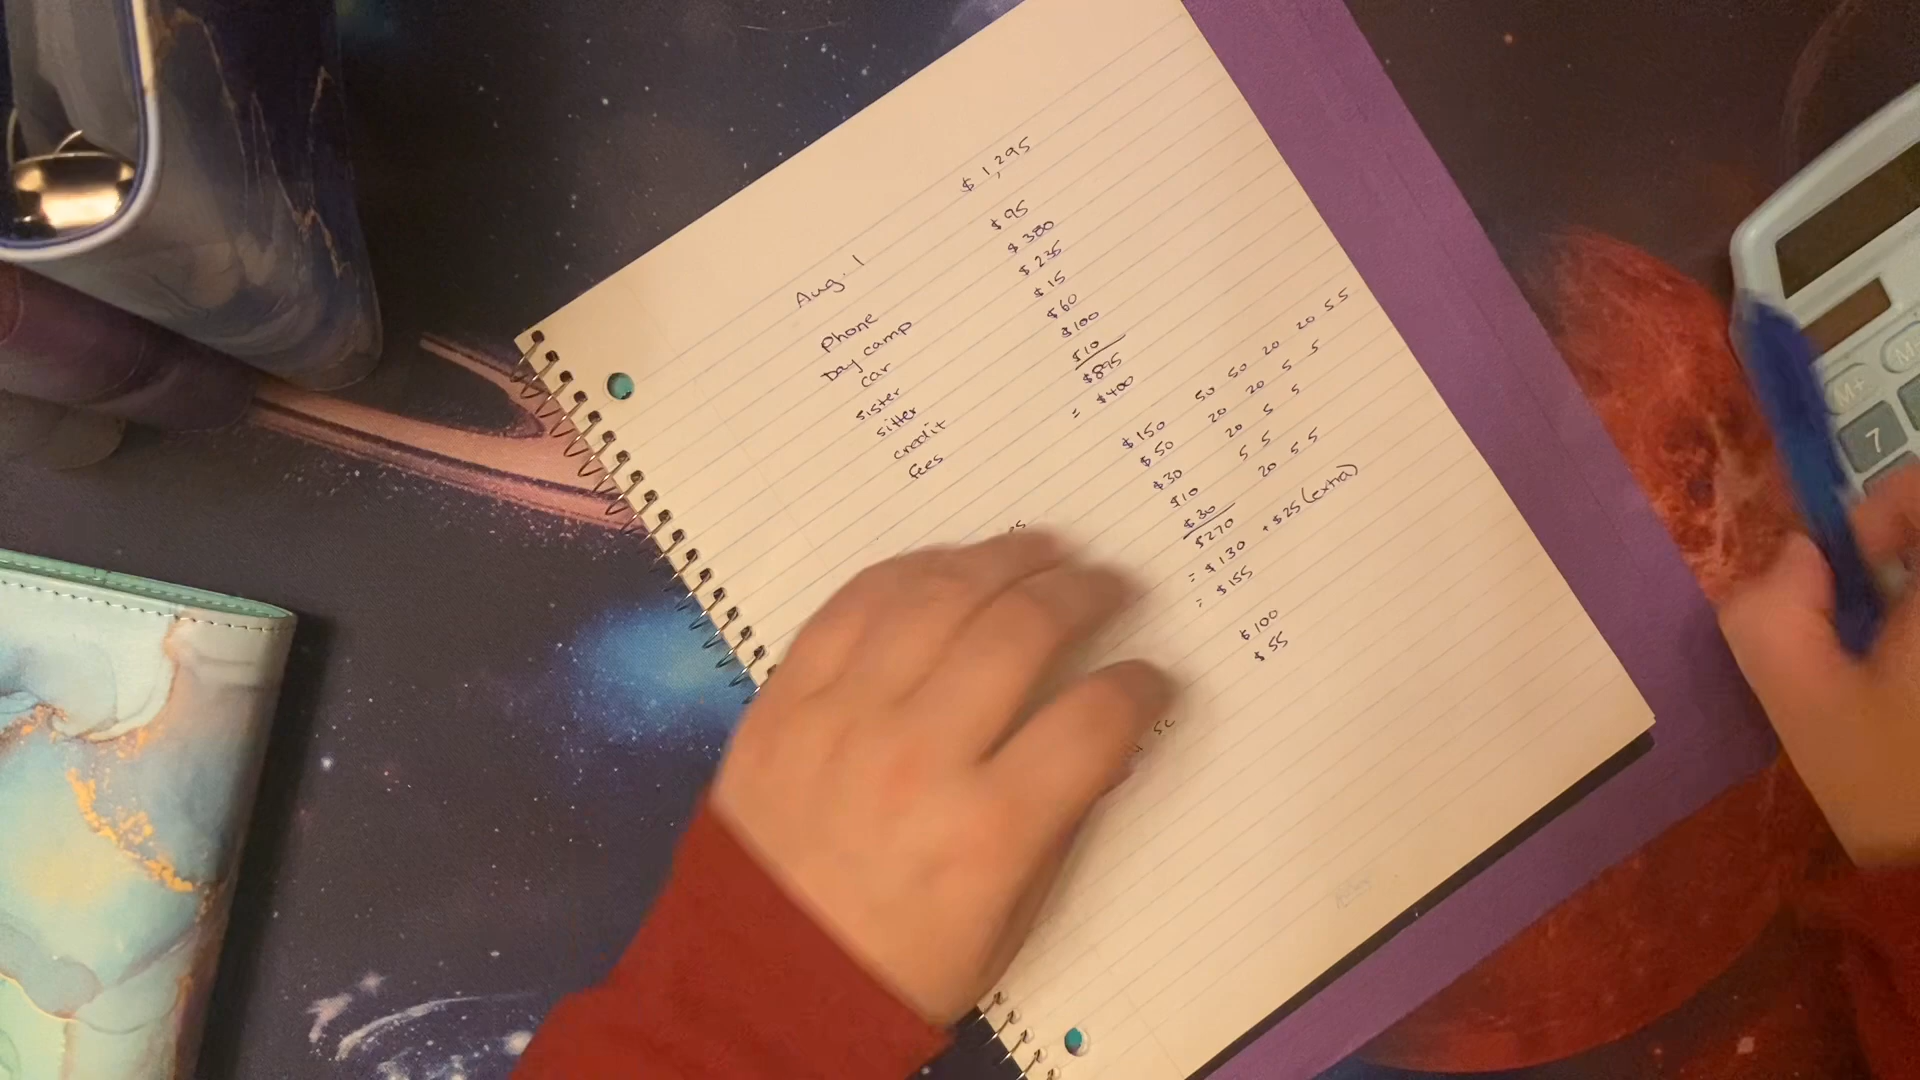 Aug. 1 $1,295
Phone $95
Day camp $380
car $235
sister $15
sitter $60
credit $100
fees $10
$895
= $400
$150 50 50 20 20 5 5
$50 20 20 5 5
$30 20 5 5
$10 5 5
$30 20 5 5
$270
= $130 + $25 (extra)
= $155
$100
$55
7
M+